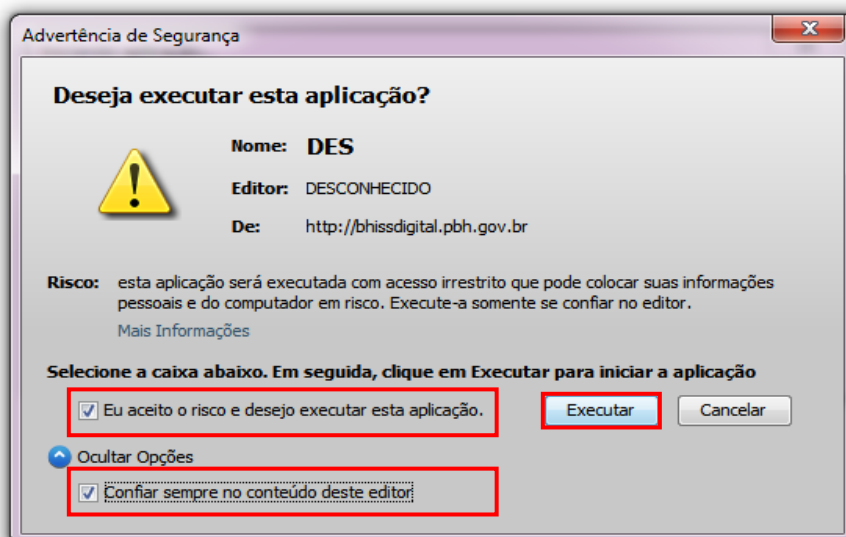 Advertência de Segurança
Deseja executar esta aplicação?
Nome: DES
Editor: DESCONHECIDO
De: http://bhissdigital.pbh.gov.br
Risco: esta aplicação será executada com acesso irrestrito que pode colocar suas informações
pessoais e do computador em risco. Execute-a somente se confiar no editor.
Mais Informações
Selecione a caixa abaixo. Em seguida, clique em Executar para iniciar a aplicação
Eu aceito o risco e desejo executar esta aplicação. Executar Cancelar
Ocultar Opções
Confiar sempre no conteúdo deste editor